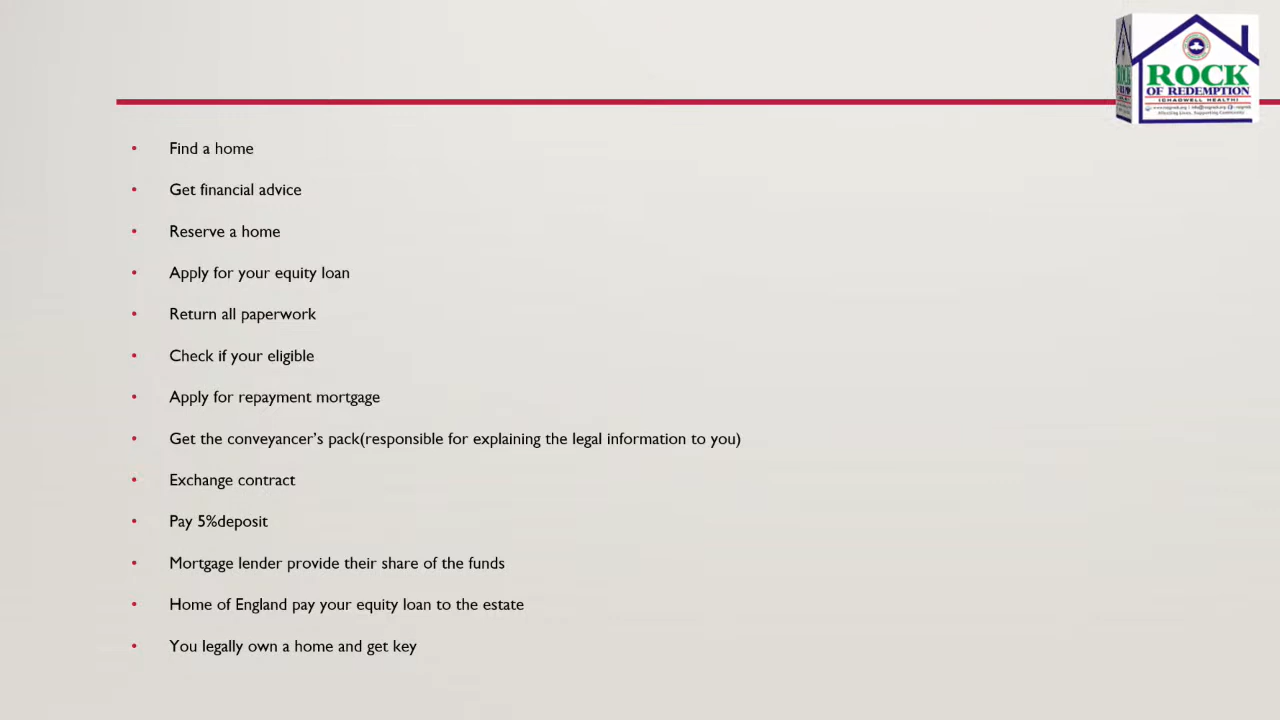 ROCK
OF REDEMPTION
(CHADWELL HEALTH)
• Find a home
• Get financial advice
• Reserve a home
• Apply for your equity loan
• Return all paperwork
• Check if your eligible
• Apply for repayment mortgage
• Get the conveyancer's pack(responsible for explaining the legal information to you)
• Exchange contract
• Pay 5%deposit
• Mortgage lender provide their share of the funds
• Home of England pay your equity loan to the estate
• You legally own a home and get key